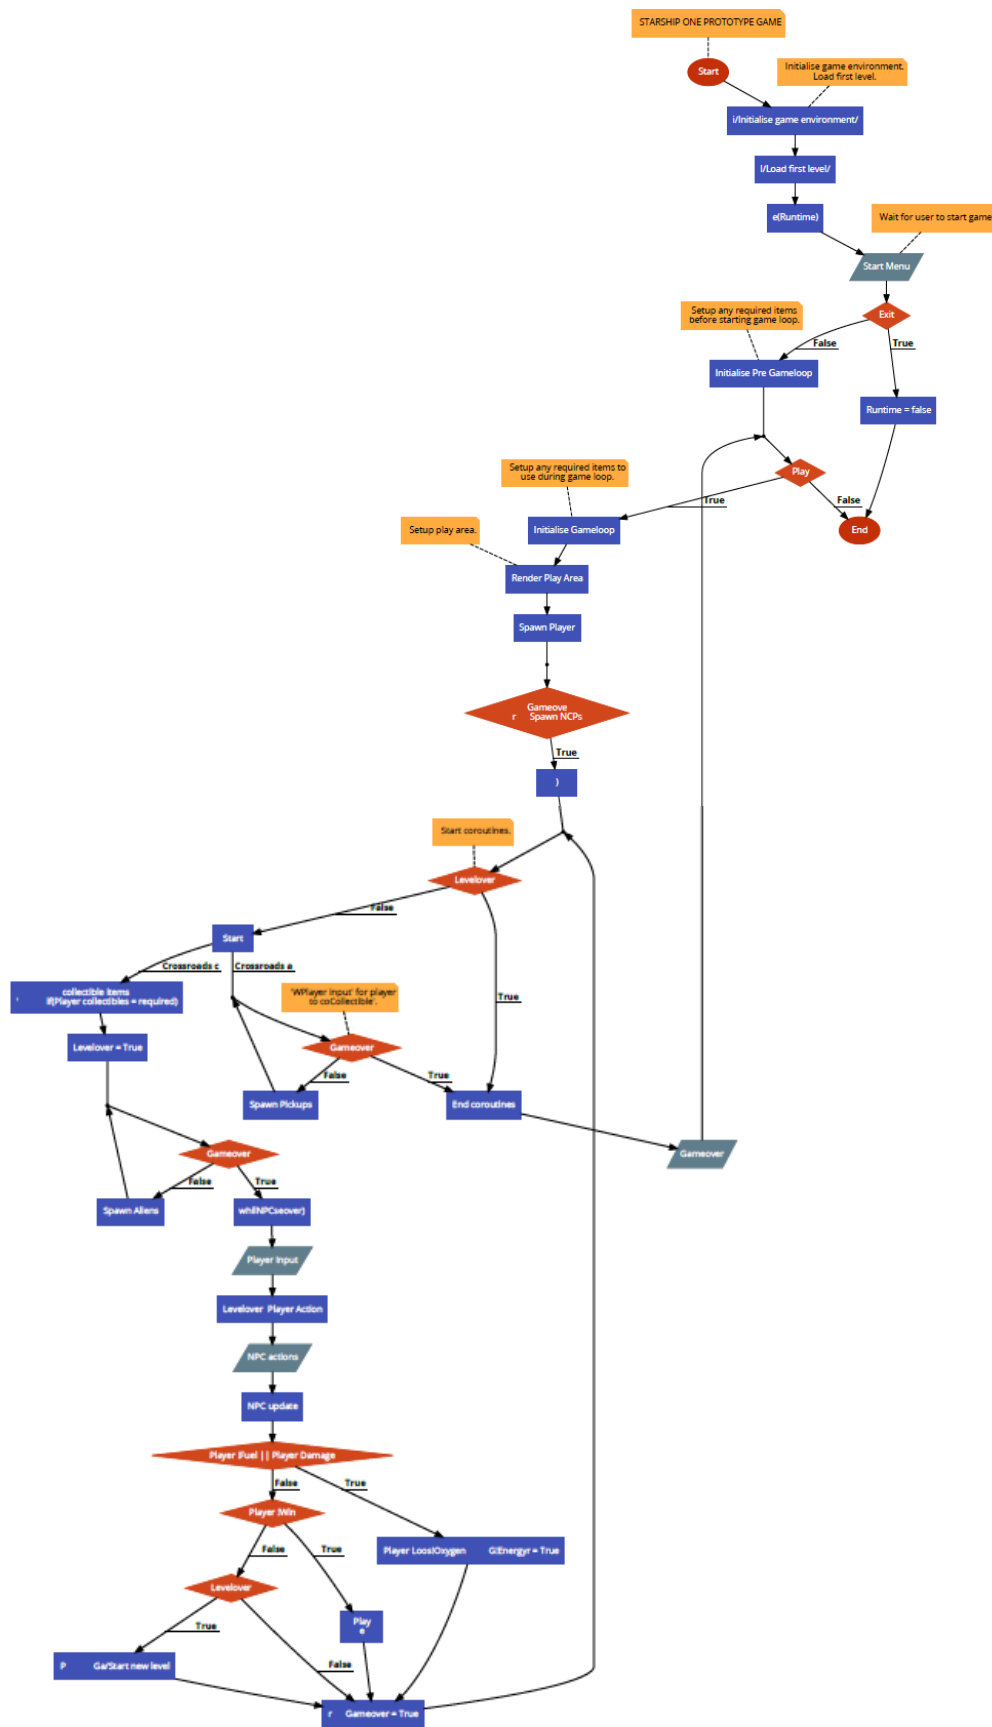 STARSHIP ONE PROTOTYPE GAME
Start
Initialise game environment.
Load first level.
i/Initialise game environment/
l/Load first level/
e(Runtime)
Wait for user to start game
Start Menu
Exit
Setup any required items
before starting game loop.
False
True
Initialise Pre Gameloop
Runtime = false
Play
Setup any required items to
use during game loop.
True
False
Initialise Gameloop
End
Setup play area.
Render Play Area
Spawn Player
Gameove
r Spawn NCPs
True
)
Start coroutines.
Levelover
False
Start
Crossroads c
Crossroads a
True
collectible items
' if(Player collectibles = required)
'WPlayer input' for player
to coCollectible'.
Levelover = True
Gameover
False
True
Spawn Pickups
End coroutines
Gameover
Gameover
False
True
Spawn Aliens
whilNPCseover)
Player Input
Levelover Player Action
NPC actions
NPC update
Player !Fuel || Player Damage
False
True
Player !Win
Player Loos!Oxygen G!Energyr = True
False
True
Levelover
True
Play
e
False
P Ga/Start new level
r Gameover = True